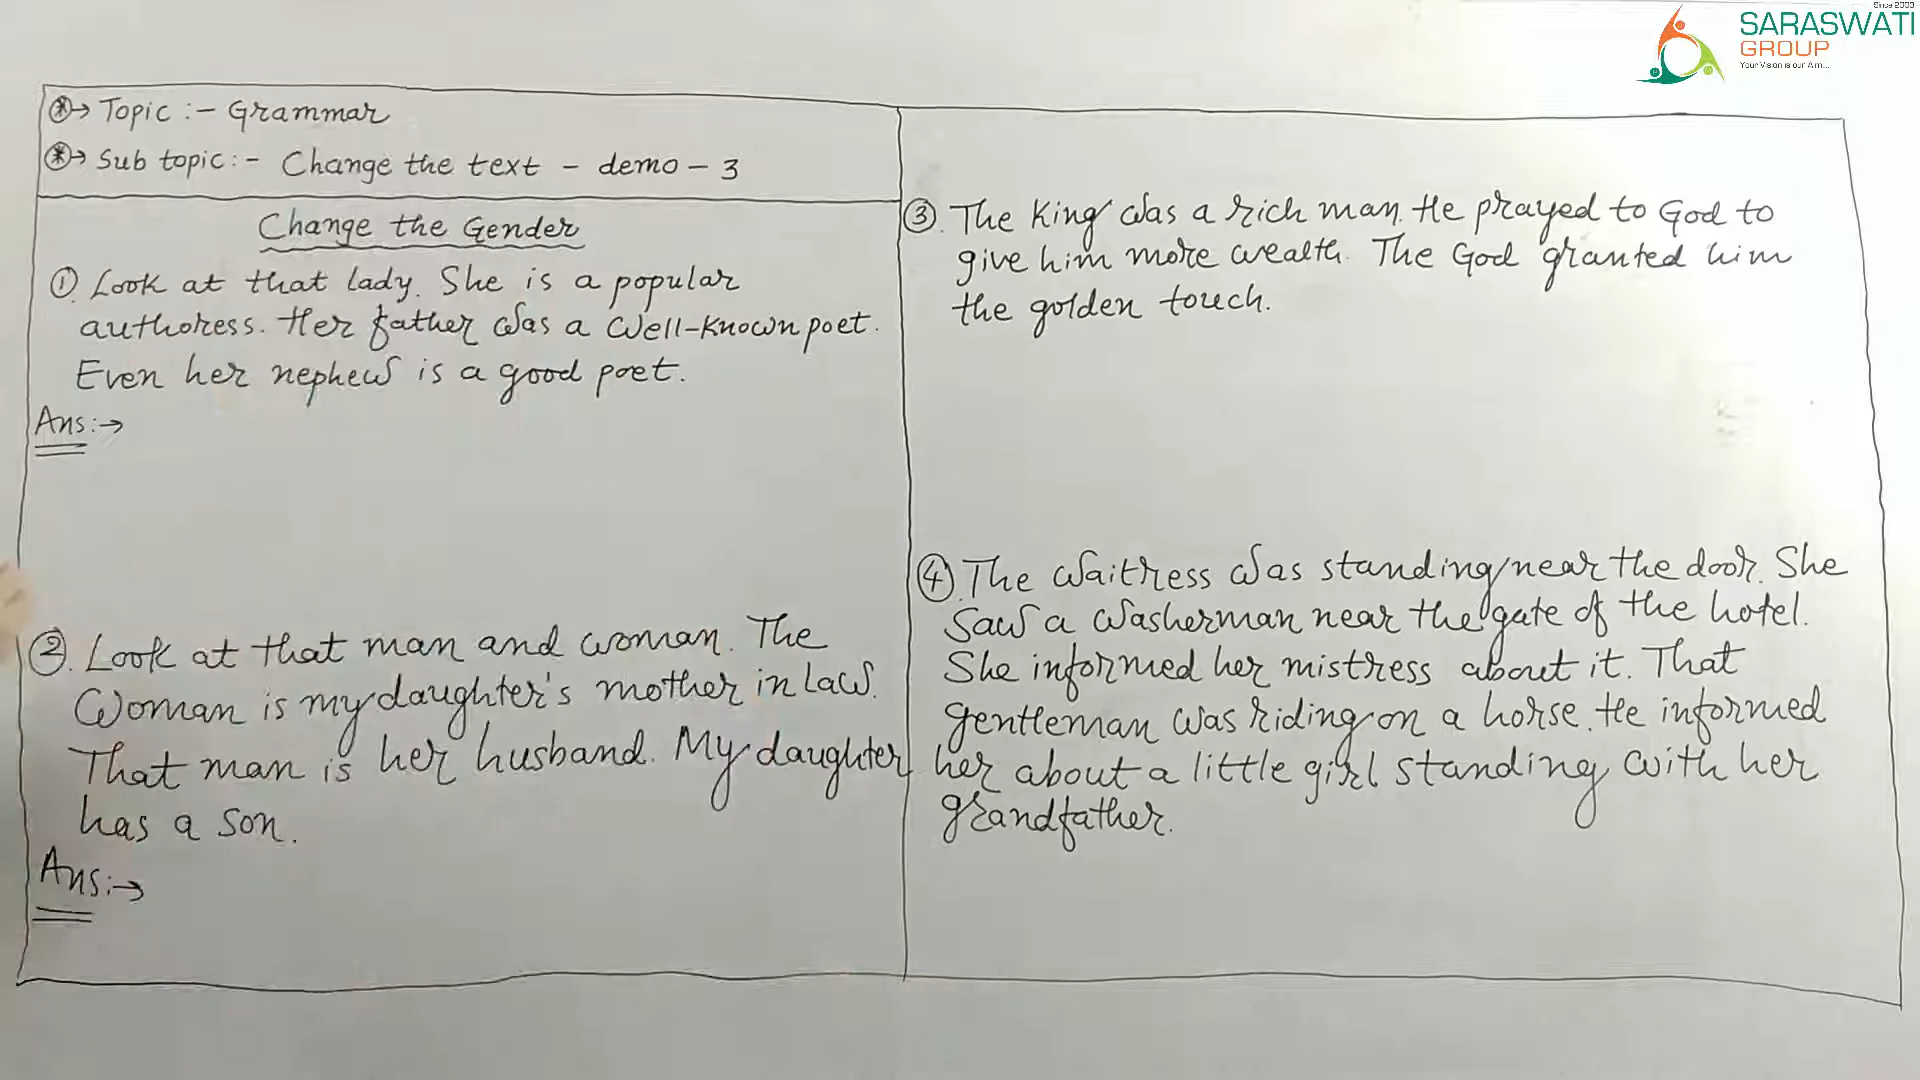 Since 2000
SARASWATI
GROUP
Your Vision is our Aim...
→ Topic :- Grammar
→ Sub topic :- Change the text - demo - 3
Change the Gender
① Look at that lady. She is a popular
authoress. Her father was a well-known poet.
Even her nephew is a good poet.
Ans :→
②. Look at that man and woman. The
Woman is my daughter's mother in law.
That man is her husband. My daughter
has a son.
Ans :→
③. The King was a rich man. He prayed to God to
give him more wealth. The God granted him
the golden touch.
④. The waitress was standing near the door. She
saw a washerman near the gate of the hotel.
She informed her mistress about it. That
gentleman was riding on a horse. He informed
her about a little girl standing with her
grandfather.